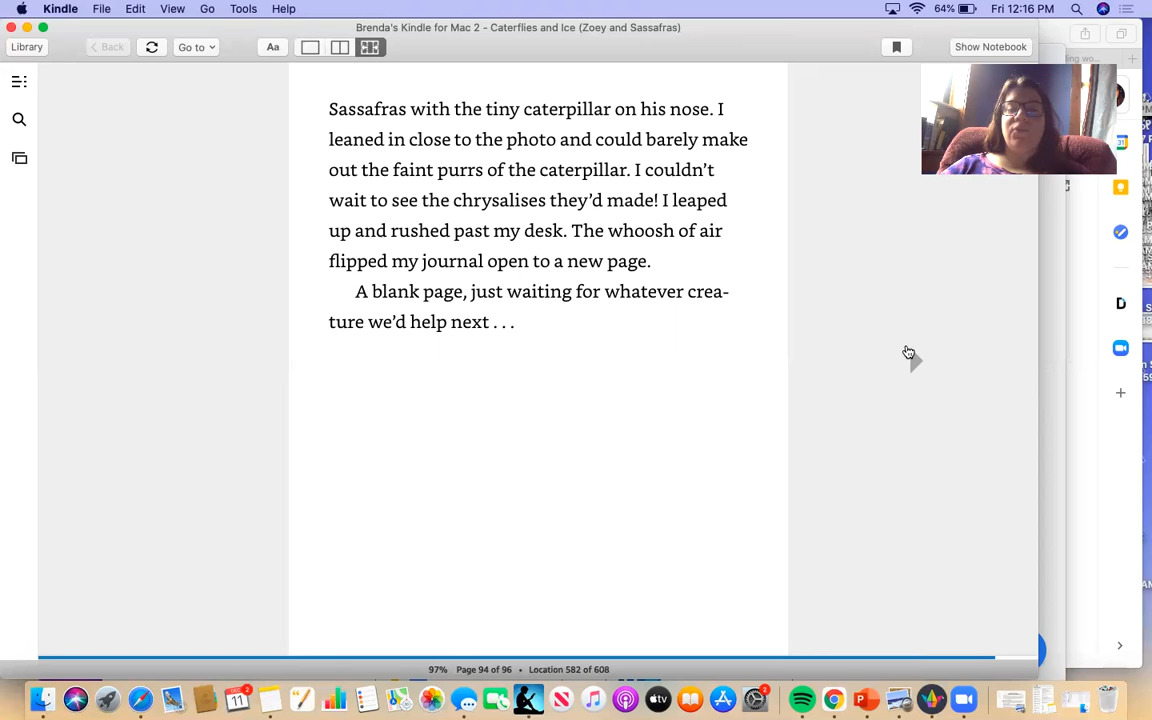 Kindle File Edit View Go Tools Help
64% Fri 12:16 PM
Brenda's Kindle for Mac 2 - Caterflies and Ice (Zoey and Sassafras)
Library
Back
Go to
Aa
Show Notebook
Sassafras with the tiny caterpillar on his nose. I
leaned in close to the photo and could barely make
out the faint purrs of the caterpillar. I couldn't
wait to see the chrysalises they'd made! I leaped
up and rushed past my desk. The whoosh of air
flipped my journal open to a new page.
A blank page, just waiting for whatever crea-
ture we'd help next . . .
97% Page 94 of 96 • Location 582 of 608